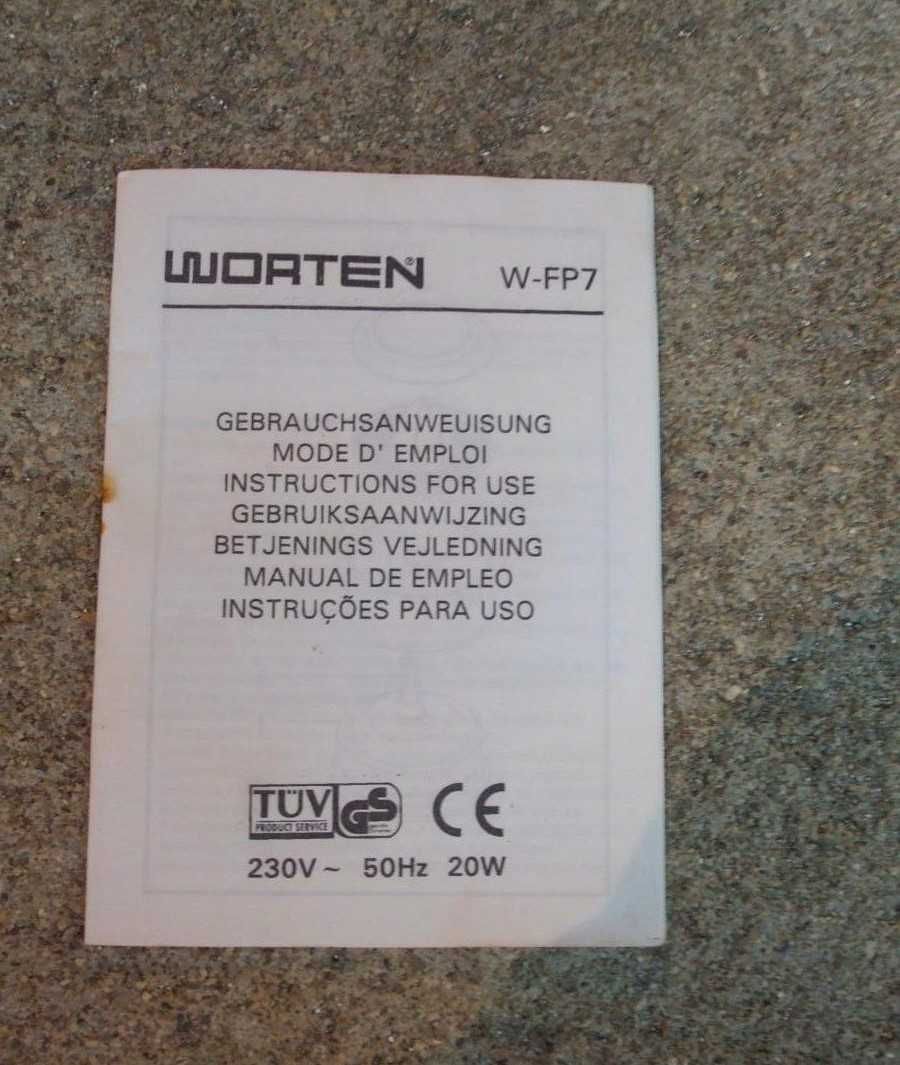 WORTEN® W-FP7
GEBRAUCHSANWEUISUNG
MODE D' EMPLOI
INSTRUCTIONS FOR USE
GEBRUIKSAANWIJZING
BETJENINGS VEJLEDNING
MANUAL DE EMPLEO
INSTRUÇÕES PARA USO
TÜV GS CE
PRODUCT SERVICE
230V ~ 50Hz 20W